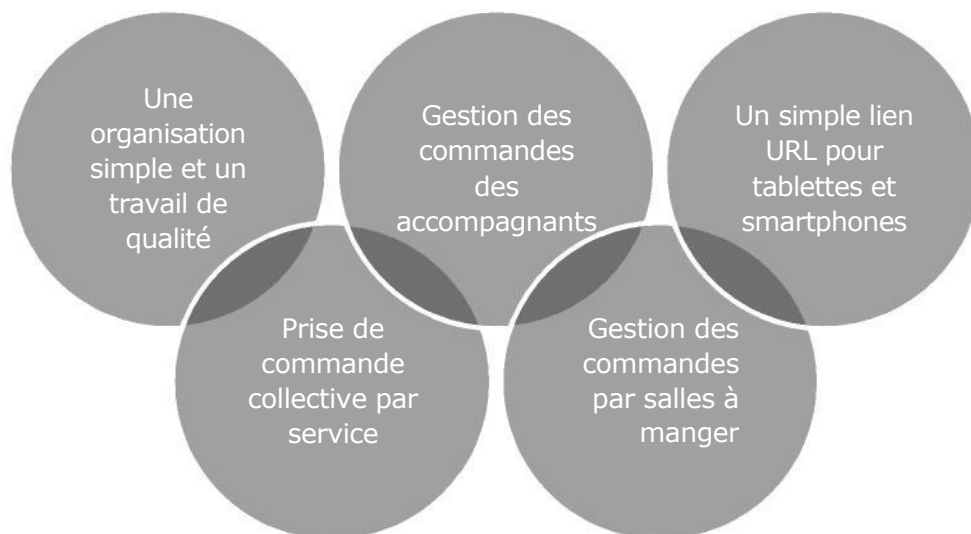 Une
organisation
simple et un
travail de
qualité
Gestion des
commandes
des
accompagnants
Un simple lien
URL pour
tablettes et
smartphones
Prise de
commande
collective par
service
Gestion des
commandes
par salles à
manger